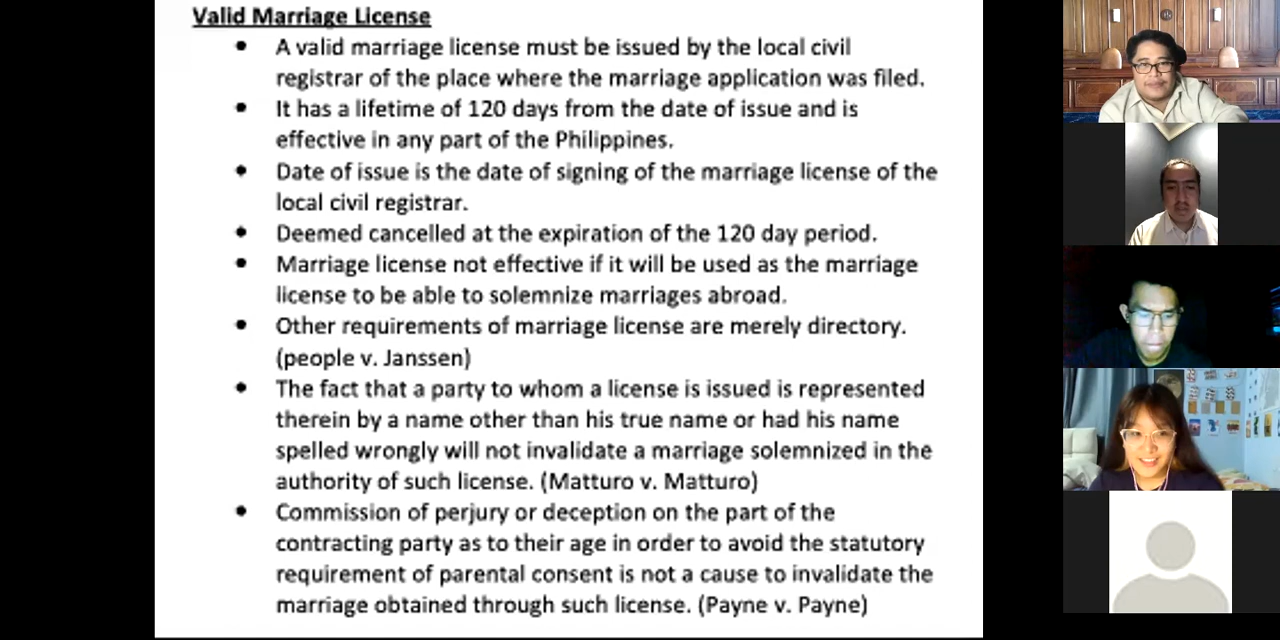 Valid Marriage License
• A valid marriage license must be issued by the local civil
registrar of the place where the marriage application was filed.
• It has a lifetime of 120 days from the date of issue and is
effective in any part of the Philippines.
• Date of issue is the date of signing of the marriage license of the
local civil registrar.
• Deemed cancelled at the expiration of the 120 day period.
• Marriage license not effective if it will be used as the marriage
license to be able to solemnize marriages abroad.
• Other requirements of marriage license are merely directory.
(people v. Janssen)
• The fact that a party to whom a license is issued is represented
therein by a name other than his true name or had his name
spelled wrongly will not invalidate a marriage solemnized in the
authority of such license. (Matturo v. Matturo)
• Commission of perjury or deception on the part of the
contracting party as to their age in order to avoid the statutory
requirement of parental consent is not a cause to invalidate the
marriage obtained through such license. (Payne v. Payne)